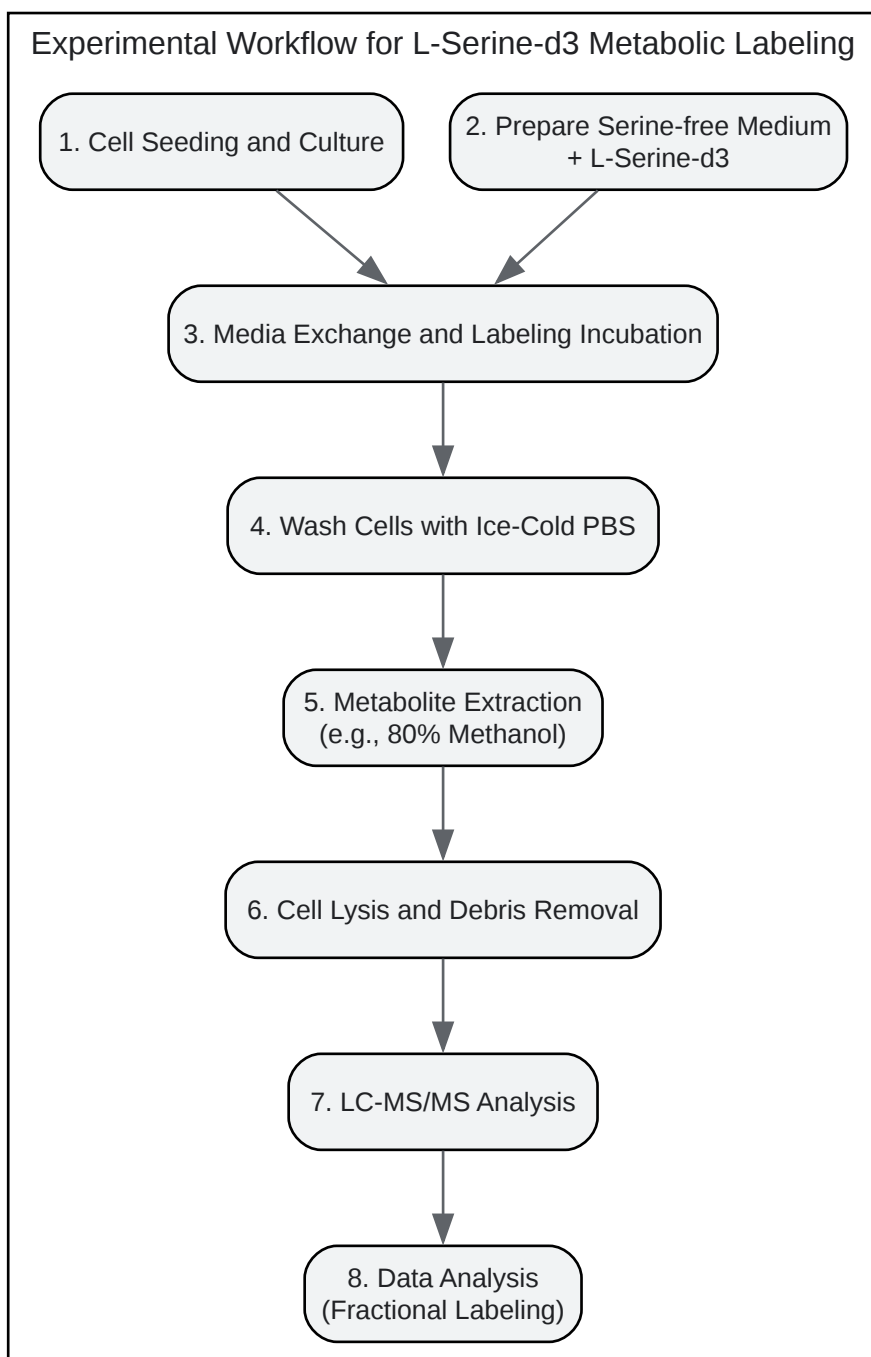 Experimental Workflow for L-Serine-d3 Metabolic Labeling
1. Cell Seeding and Culture
2. Prepare Serine-free Medium
+ L-Serine-d3
3. Media Exchange and Labeling Incubation
4. Wash Cells with Ice-Cold PBS
5. Metabolite Extraction
(e.g., 80% Methanol)
6. Cell Lysis and Debris Removal
7. LC-MS/MS Analysis
8. Data Analysis
(Fractional Labeling)